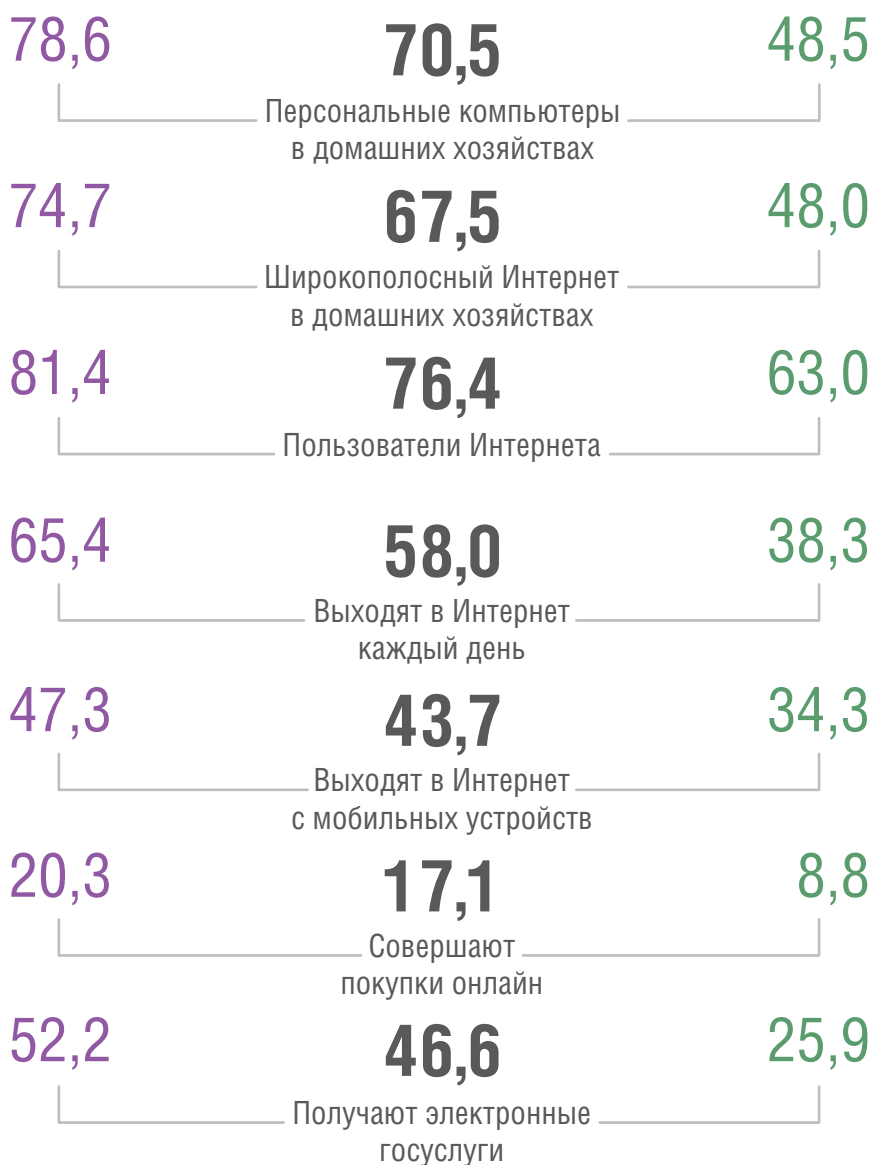 78,6 70,5 48,5
Персональные компьютеры
в домашних хозяйствах
74,7 67,5 48,0
Широкополосный Интернет
в домашних хозяйствах
81,4 76,4 63,0
Пользователи Интернета
65,4 58,0 38,3
Выходят в Интернет
каждый день
47,3 43,7 34,3
Выходят в Интернет
с мобильных устройств
20,3 17,1 8,8
Совершают
покупки онлайн
52,2 46,6 25,9
Получают электронные
госуслуги